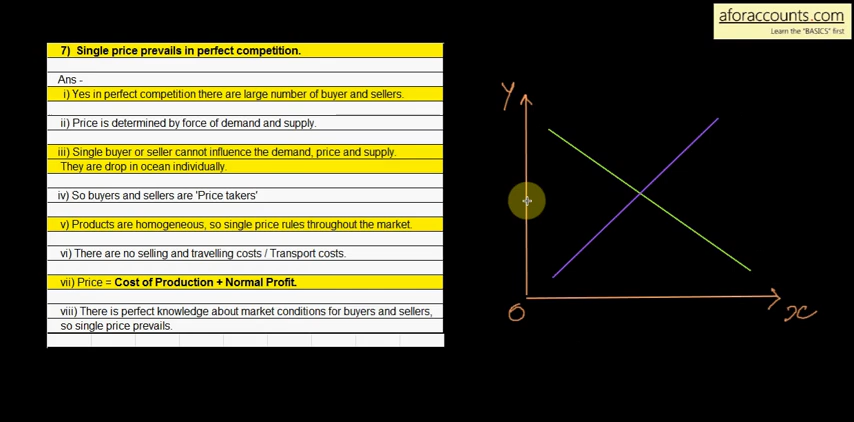 aforaccounts.com
Learn the "BASICS" first
7) Single price prevails in perfect competition.
Ans -
i) Yes in perfect competition there are large number of buyer and sellers.
ii) Price is determined by force of demand and supply.
iii) Single buyer or seller cannot influence the demand, price and supply.
They are drop in ocean individually.
iv) So buyers and sellers are 'Price takers'
v) Products are homogeneous, so single price rules throughout the market.
vi) There are no selling and travelling costs / Transport costs.
vii) Price = Cost of Production + Normal Profit.
viii) There is perfect knowledge about market conditions for buyers and sellers,
so single price prevails.
Y
O
x